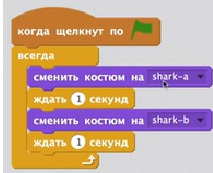 когда щелкнут по
всегда
сменить костюм на shark-a
ждать 1 секунд
сменить костюм на shark-b
ждать 1 секунд